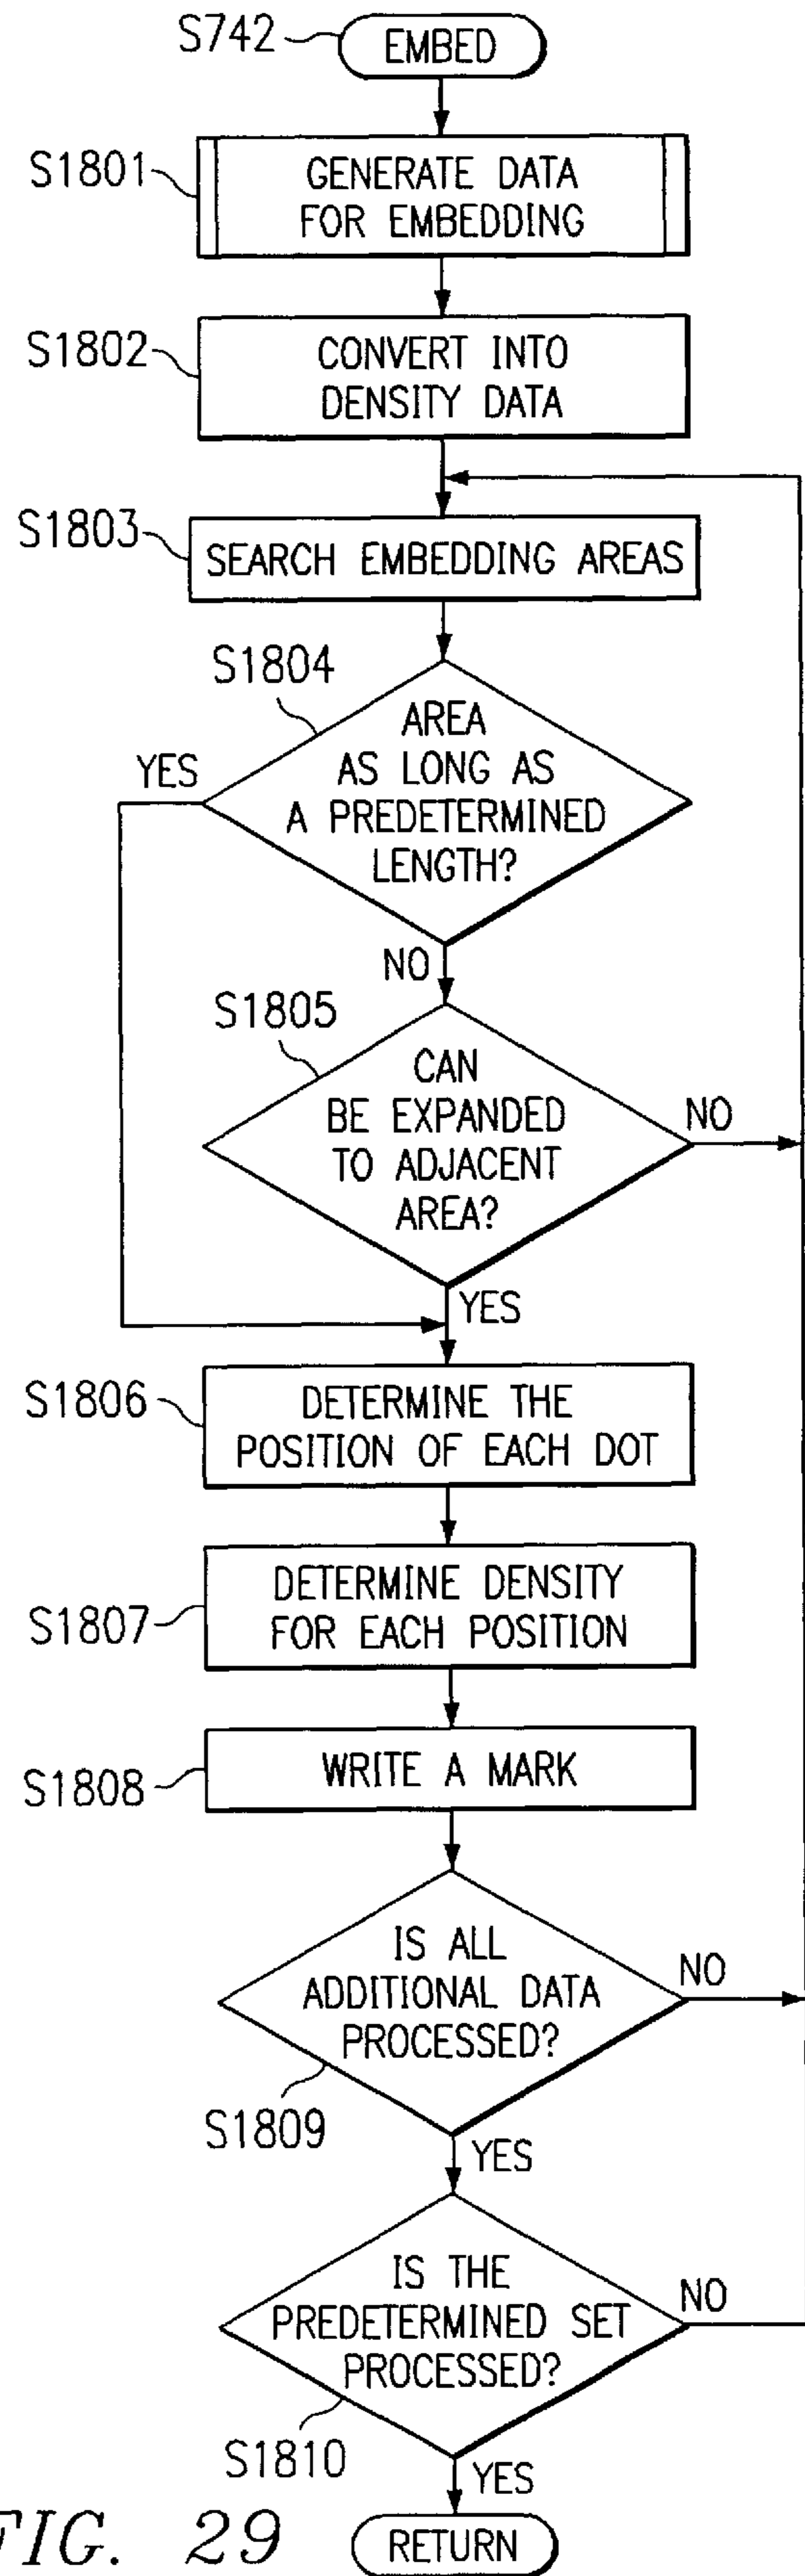 S742
EMBED
S1801
GENERATE DATA
FOR EMBEDDING
S1802
CONVERT INTO
DENSITY DATA
S1803
SEARCH EMBEDDING AREAS
S1804
AREA
AS LONG AS
A PREDETERMINED
LENGTH?
YES
NO
S1805
CAN
BE EXPANDED
TO ADJACENT
AREA?
NO
YES
S1806
DETERMINE THE
POSITION OF EACH DOT
S1807
DETERMINE DENSITY
FOR EACH POSITION
S1808
WRITE A MARK
IS ALL
ADDITIONAL DATA
PROCESSED?
NO
S1809
YES
IS THE
PREDETERMINED SET
PROCESSED?
NO
S1810
YES
RETURN
FIG. 29